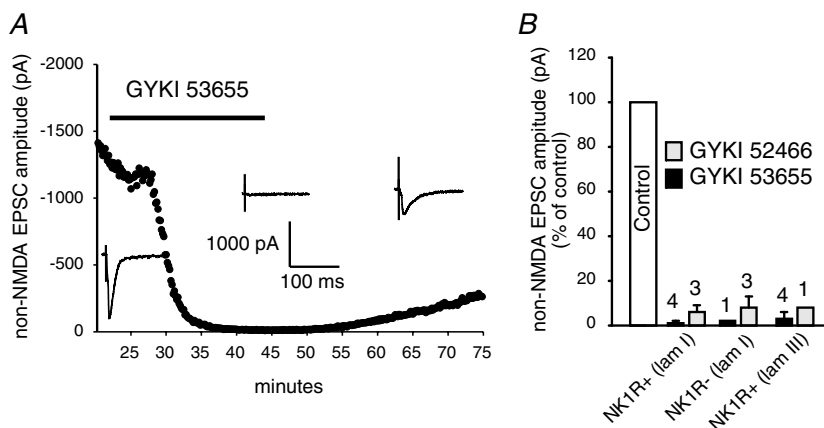 A
non-NMDA EPSC ampitude (pA)
-2000
-1500
-1000
-500
0
GYKI 53655
1000 pA
100 ms
25 30 35 40 45 50 55 60 65 70 75
minutes
B
non-NMDA EPSC ampitude (pA)
(% of control)
120
100
80
60
40
20
0
Control
GYKI 52466
GYKI 53655
4 3 1 3 4 1
NK1R+ (lam I)
NK1R- (lam I)
NK1R+ (lam III)